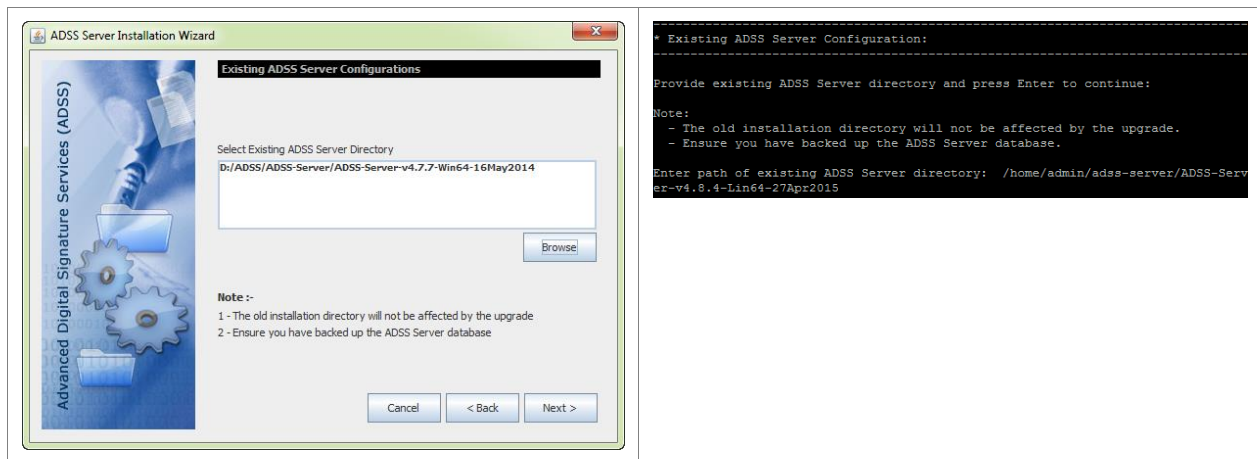 ADSS Server Installation Wizard
Advanced Digital Signature Services (ADSS)
Existing ADSS Server Configurations
Select Existing ADSS Server Directory
D:/ADSS/ADSS-Server/ADSS-Server-v4.7.7-Win64-16May2014
Browse
Note :-
1 - The old installation directory will not be affected by the upgrade
2 - Ensure you have backed up the ADSS Server database
Cancel
< Back
Next >
* Existing ADSS Server Configuration:
Provide existing ADSS Server directory and press Enter to continue:
Note:
- The old installation directory will not be affected by the upgrade.
- Ensure you have backed up the ADSS Server database.
Enter path of existing ADSS Server directory:  /home/admin/adss-server/ADSS-Serv
er-v4.8.4-Lin64-27Apr2015